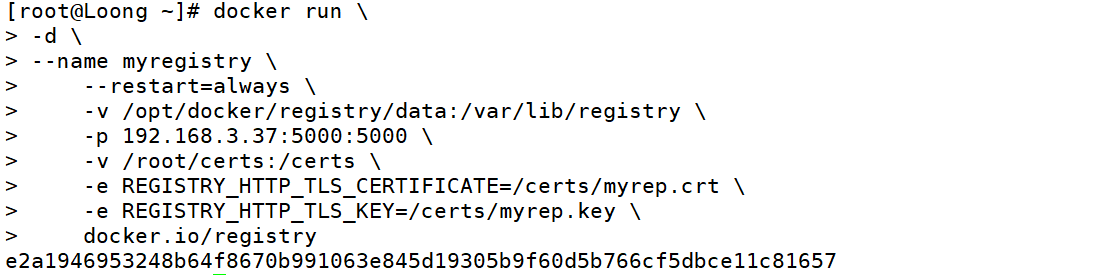 [root@Loong ~]# docker run \
> -d \
> --name myregistry \
>     --restart=always \
>     -v /opt/docker/registry/data:/var/lib/registry \
>     -p 192.168.3.37:5000:5000 \
>     -v /root/certs:/certs \
>     -e REGISTRY_HTTP_TLS_CERTIFICATE=/certs/myrep.crt \
>     -e REGISTRY_HTTP_TLS_KEY=/certs/myrep.key \
>     docker.io/registry
e2a1946953248b64f8670b991063e845d19305b9f60d5b766cf5dbce11c81657